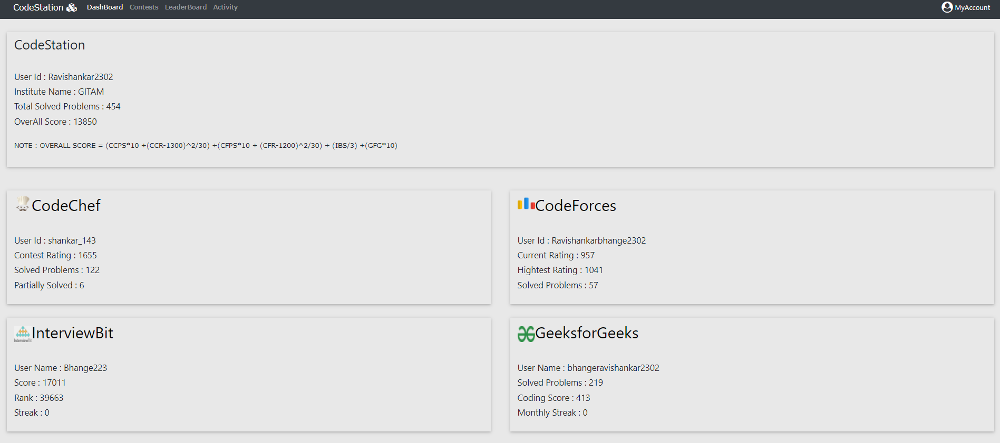 CodeStation DashBoard Contests LeaderBoard Activity MyAccount
CodeStation
User Id : Ravishankar2302
Institute Name : GITAM
Total Solved Problems : 454
OverAll Score : 13850
NOTE : OVERALL SCORE = (CCPS*10 +(CCR-1300)^2/30) +(CFPS*10 + (CFR-1200)^2/30) + (IBS/3) +(GFG*10)
CodeChef
User Id : shankar_143
Contest Rating : 1655
Solved Problems : 122
Partially Solved : 6
CodeForces
User Id : Ravishankarbhange2302
Current Rating : 957
Hightest Rating : 1041
Solved Problems : 57
InterviewBit
InterviewBit
User Name : Bhange223
Score : 17011
Rank : 39663
Streak : 0
GeeksforGeeks
User Name : bhangeravishankar2302
Solved Problems : 219
Coding Score : 413
Monthly Streak : 0